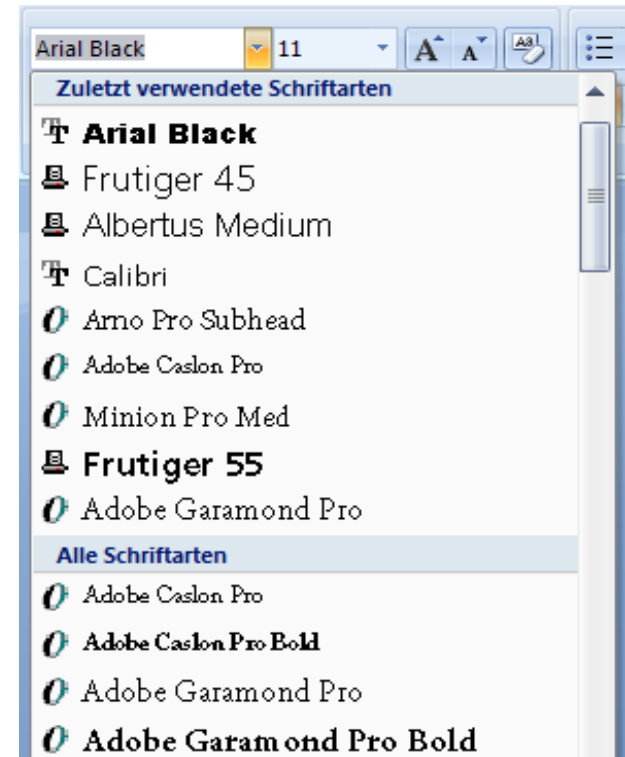 Arial Black 11
Zuletzt verwendete Schriftarten
Arial Black
Frutiger 45
Albertus Medium
Calibri
Arno Pro Subhead
Adobe Caslon Pro
Minion Pro Med
Frutiger 55
Adobe Garamond Pro
Alle Schriftarten
Adobe Caslon Pro
Adobe Caslon Pro Bold
Adobe Garamond Pro
Adobe Garamond Pro Bold